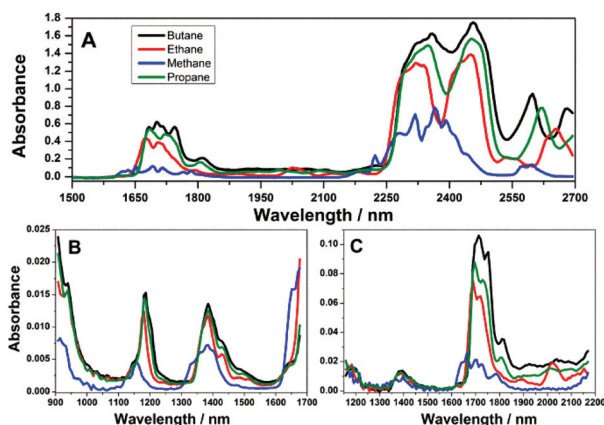 A
Butane
Ethane
Methane
Propane
Absorbance
1.8
1.6
1.4
1.2
1.0
0.8
0.6
0.4
0.2
0.0
1500 1650 1800 1950 2100 2250 2400 2550 2700
Wavelength / nm
B
Absorbance
0.025
0.020
0.015
0.010
0.005
0.000
900 1000 1100 1200 1300 1400 1500 1600 1700
Wavelength / nm
C
0.10
0.08
0.06
0.04
0.02
0.00
1200 1300 1400 1500 1600 1700 1800 1900 2000 2100 2200
Wavelength / nm